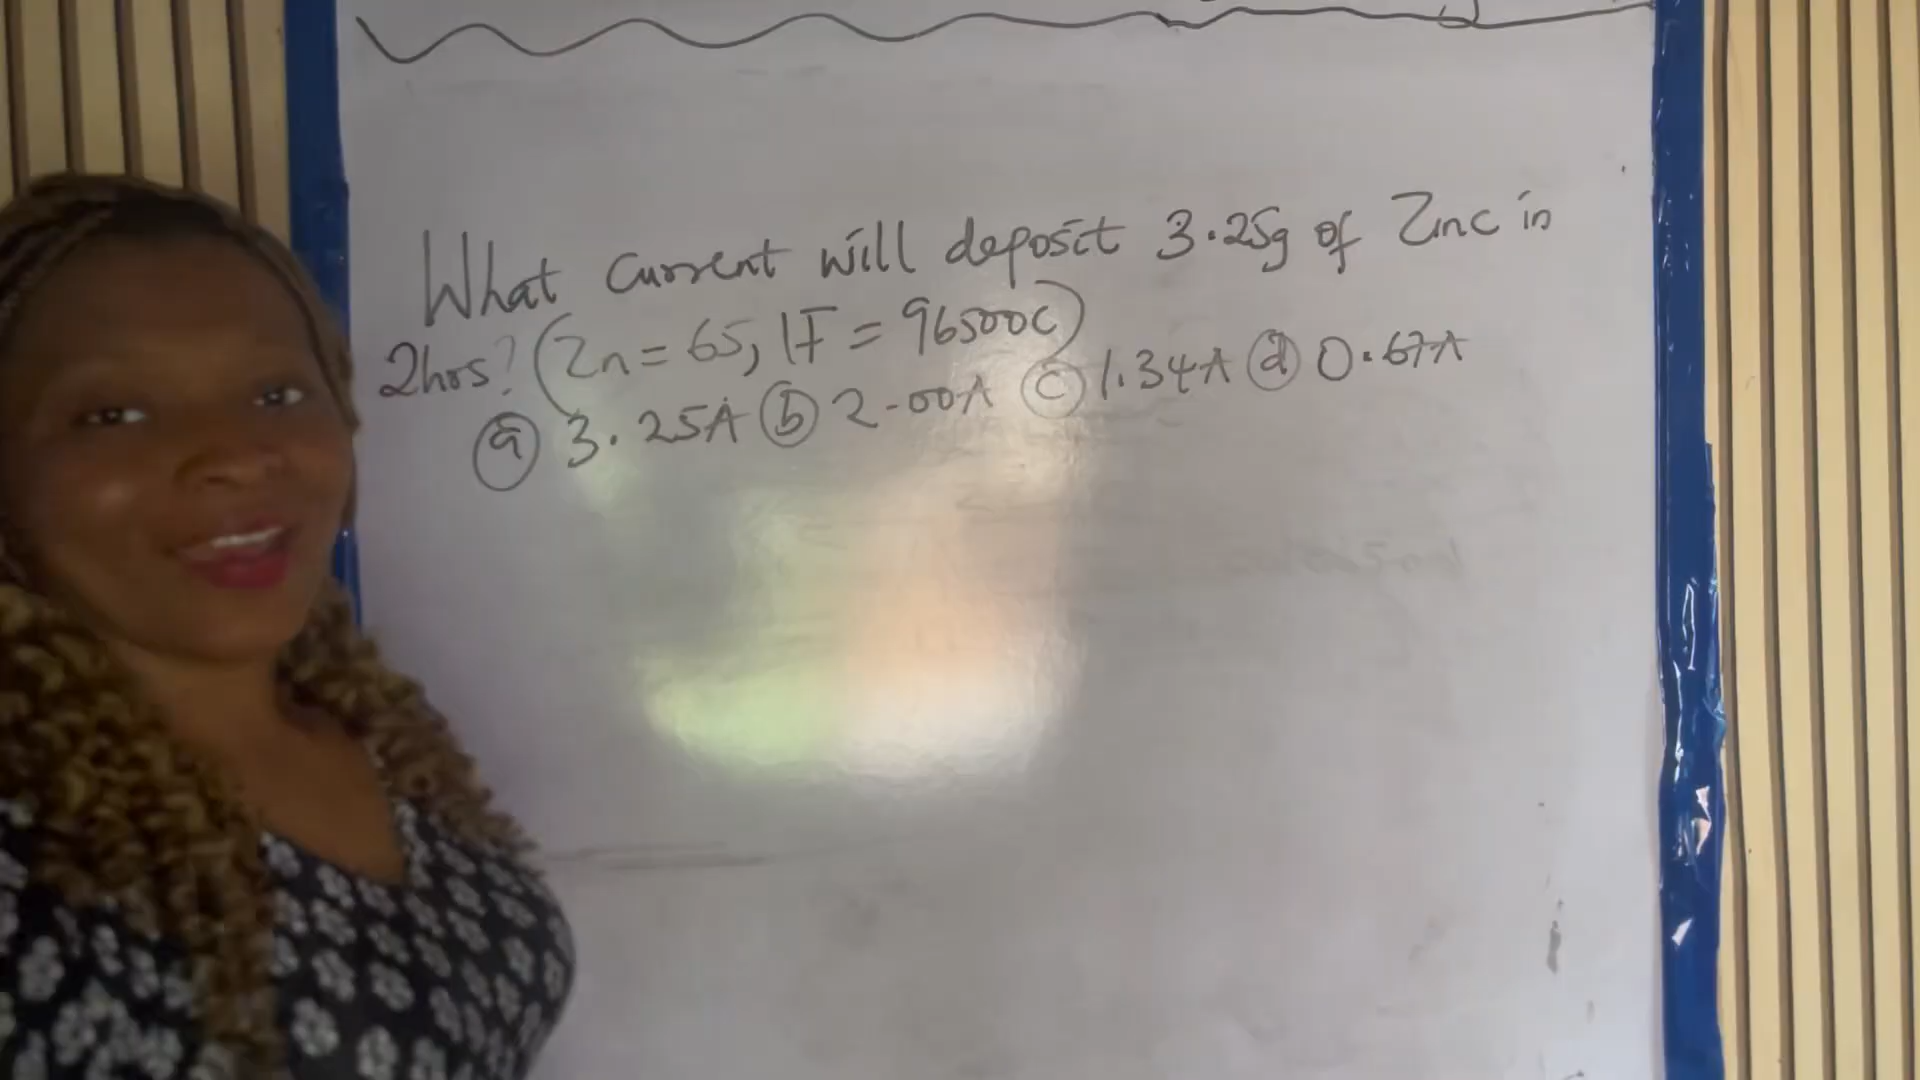 What current will deposit 3.25g of Zinc in
2hrs? (Zn = 65, 1F = 96500C)
(a) 3.25A (b) 2.00A (c) 1.34A (d) 0.67A